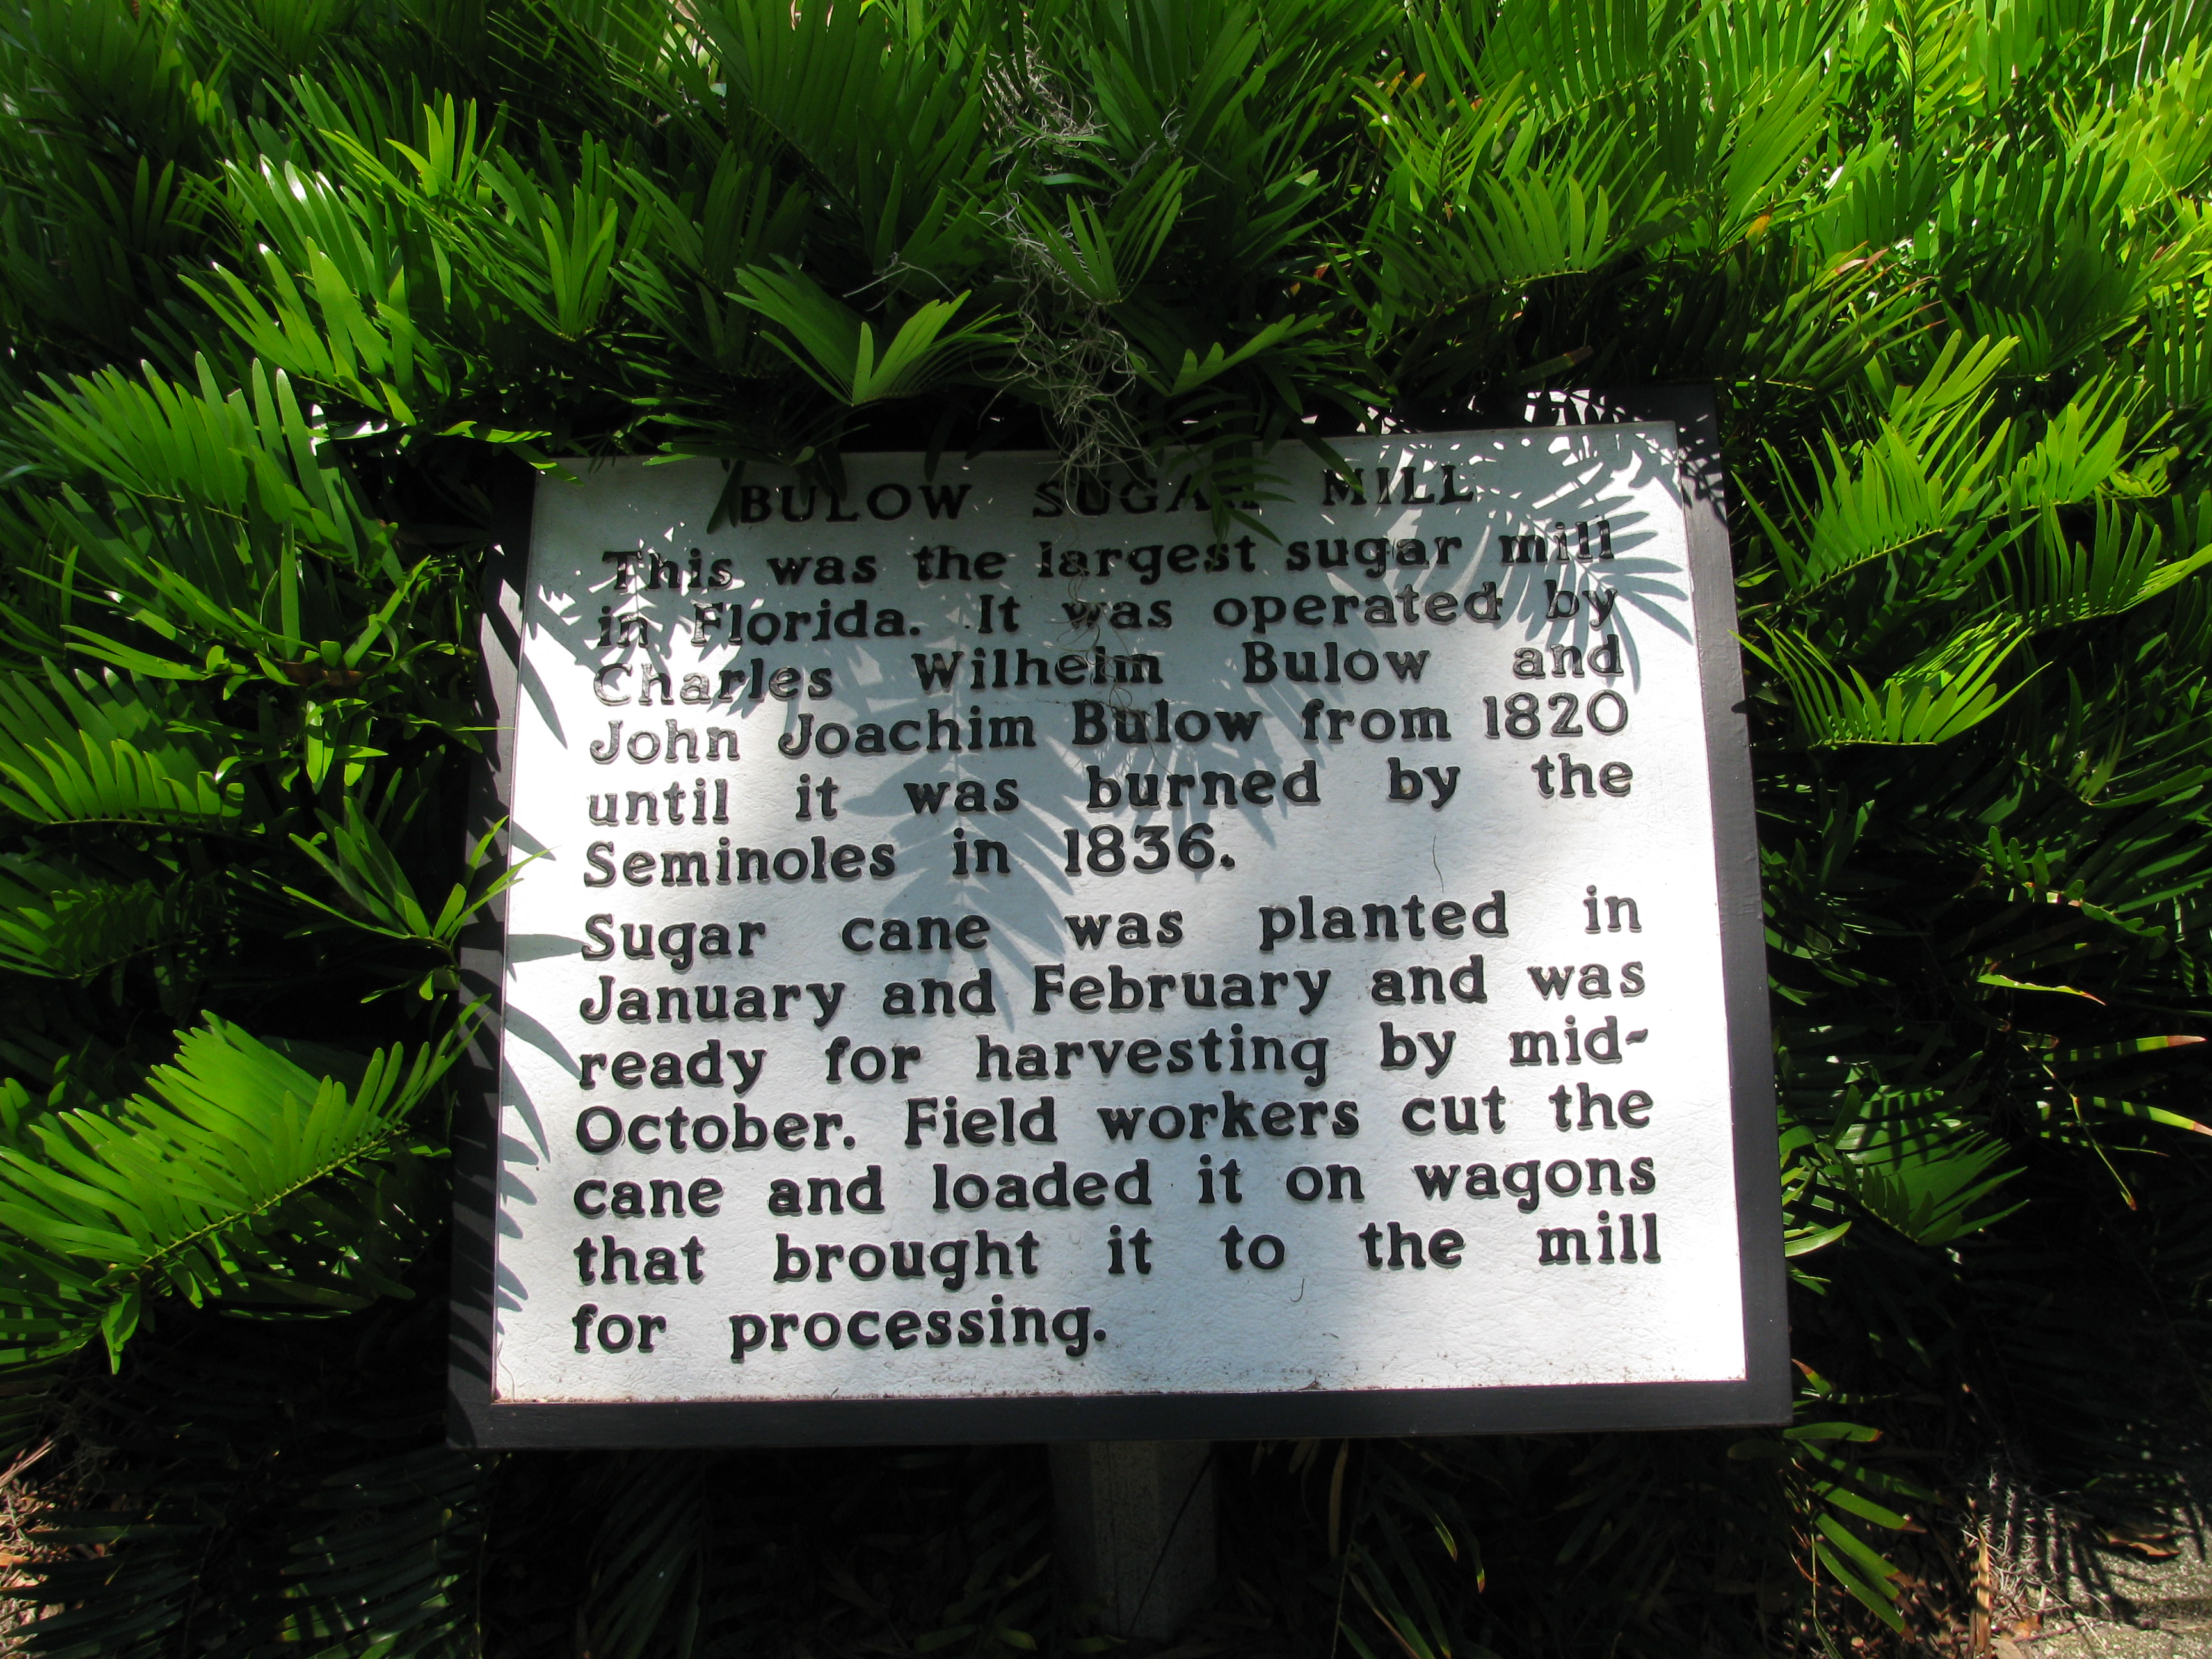 BULOW SUGAR MILL
This was the largest sugar mill
in Florida. It was operated by
Charles Wilhelm Bulow and
John Joachim Bulow from 1820
until it was burned by the
Seminoles in 1836.
Sugar cane was planted in
January and February and was
ready for harvesting by mid-
October. Field workers cut the
cane and loaded it on wagons
that brought it to the mill
for processing.